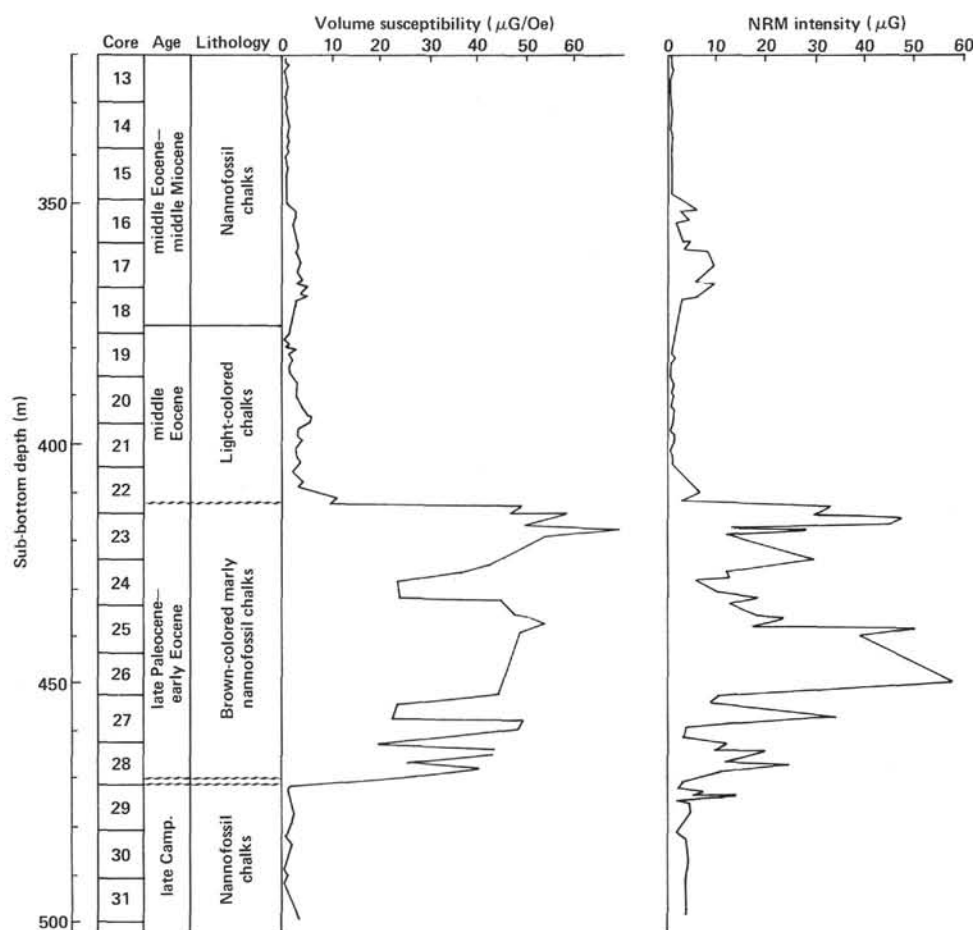 Volume susceptibility (μG/Oe)
NRM intensity (μG)
Core Age Lithology
0 10 20 30 40 50 60
0 10 20 30 40 50 60
13
14
15
350
16
17
18
19
20
400
21
22
23
24
25
450
26
27
28
29
30
31
500
Sub-bottom depth (m)
middle Eocene–
middle Miocene
Nannofossil
chalks
middle
Eocene
Light-colored
chalks
late Paleocene–
early Eocene
Brown-colored marly
nannofossil chalks
late Camp.
Nannofossil
chalks